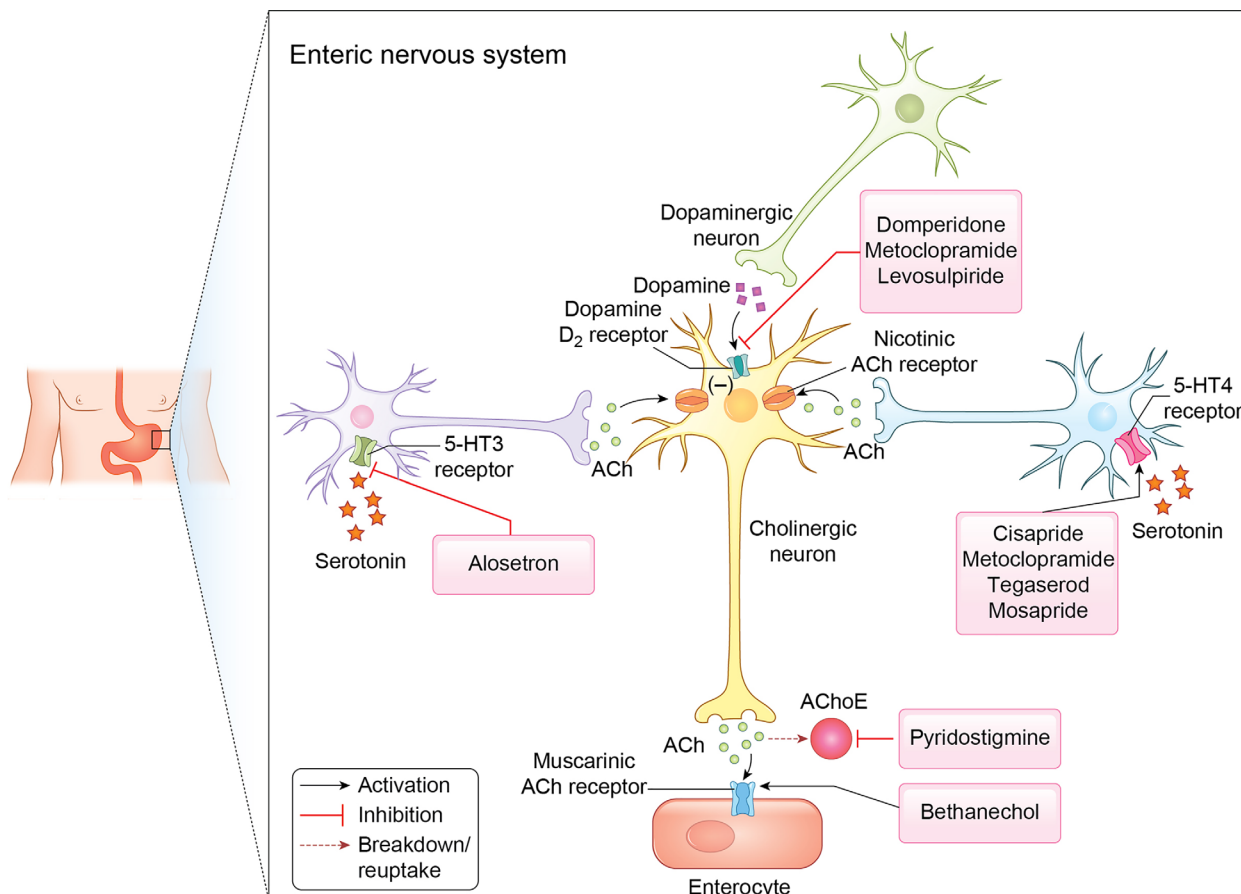 Enteric nervous system
Dopaminergic
neuron
Domperidone
Metoclopramide
Levosulpiride
Dopamine
Dopamine
D₂ receptor
Nicotinic
ACh receptor
(–)
5-HT4
receptor
5-HT3
receptor
ACh
ACh
Serotonin
Alosetron
Cholinergic
neuron
Serotonin
Cisapride
Metoclopramide
Tegaserod
Mosapride
AChoE
ACh
Pyridostigmine
Muscarinic
ACh receptor
Bethanechol
Enterocyte
Activation
Inhibition
Breakdown/
reuptake